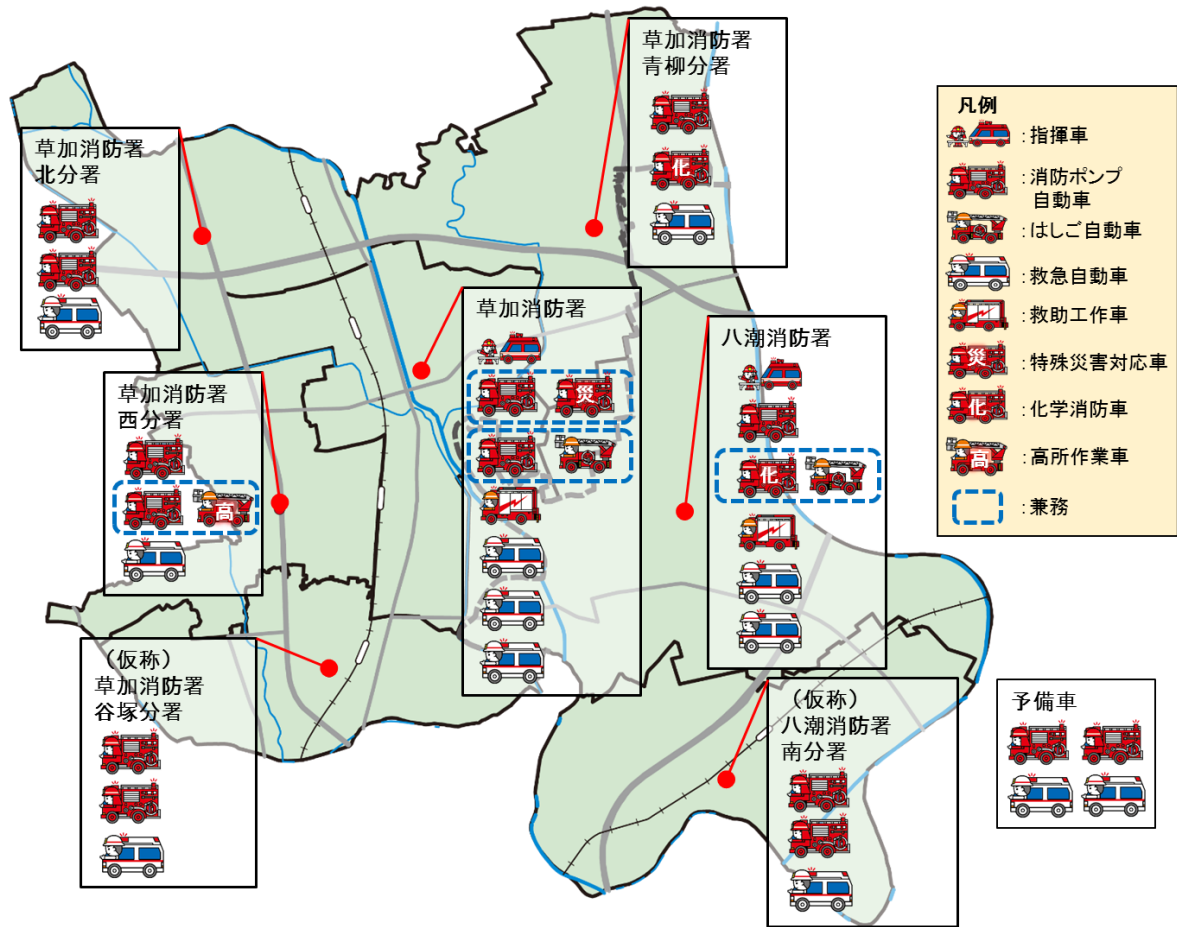 草加消防署
青柳分署
化
草加消防署
北分署
草加消防署
西分署
高
草加消防署
災
八潮消防署
化
(仮称)
草加消防署
谷塚分署
(仮称)
八潮消防署
南分署
予備車
凡例
:指揮車
:消防ポンプ
自動車
:はしご自動車
:救急自動車
:救助工作車
災
:特殊災害対応車
化
:化学消防車
高
:高所作業車
:兼務